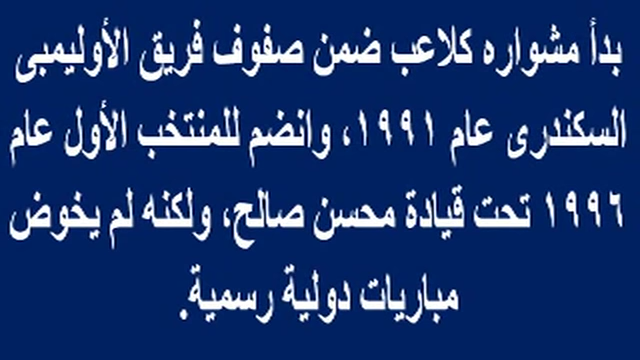 بدأ مشواره كلاعب ضمن صفوف فريق الأوليمبى
السكندرى عام ١٩٩١، وانضم للمنتخب الأول عام
١٩٩٦ تحت قيادة محسن صالح، ولكنه لم يخوض
مباريات دولية رسمية.